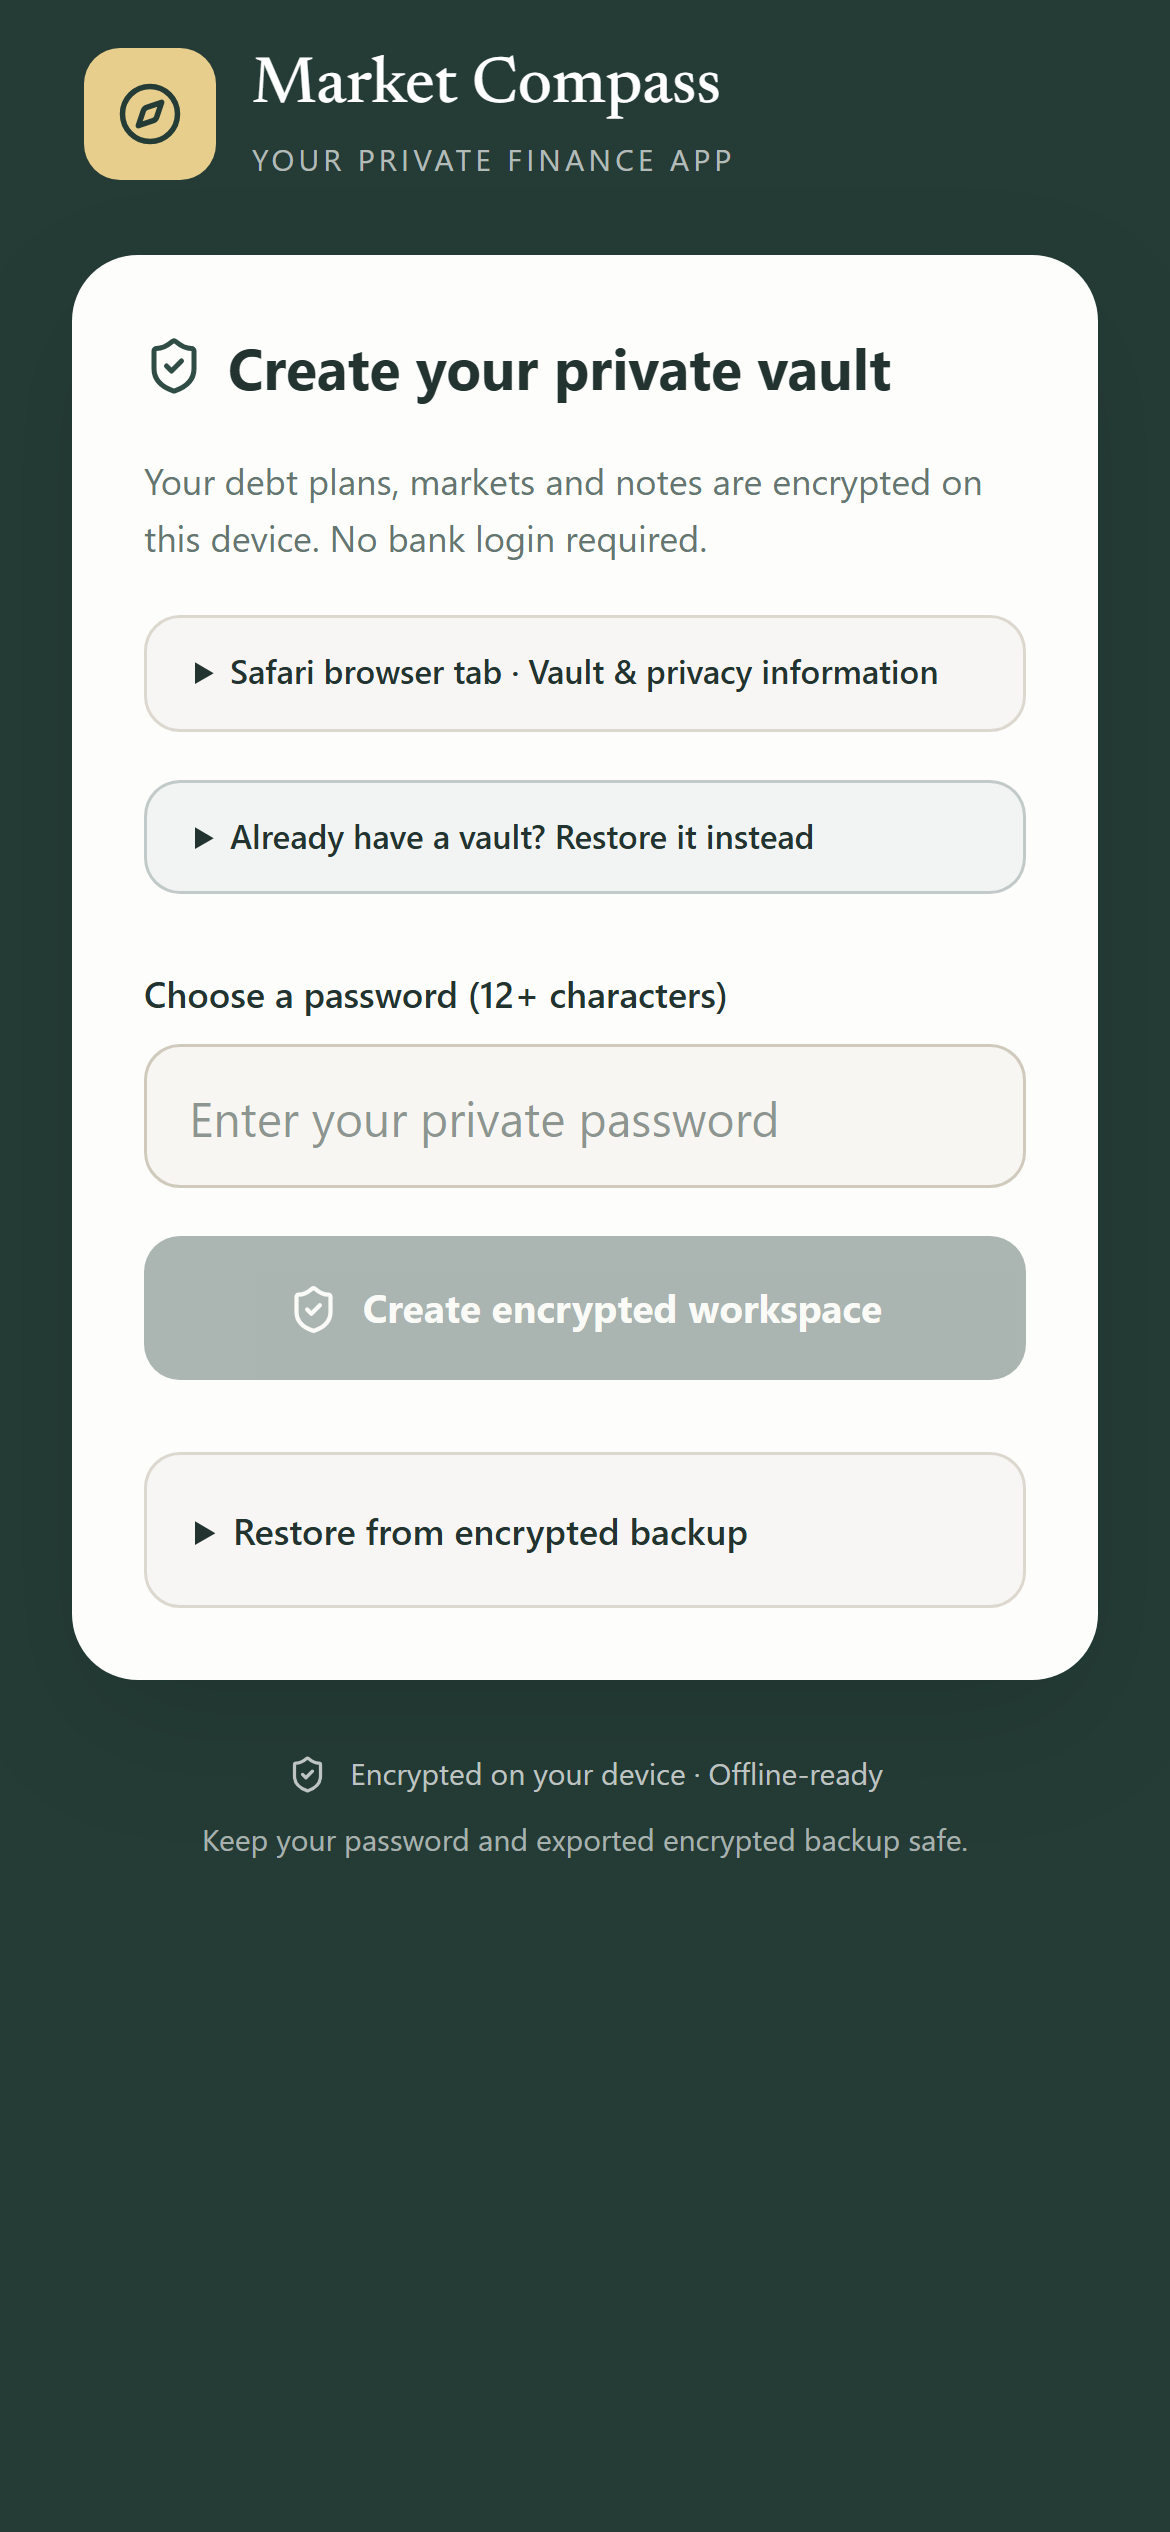 Market Compass
YOUR PRIVATE FINANCE APP
Create your private vault
Your debt plans, markets and notes are encrypted on
this device. No bank login required.
Safari browser tab · Vault & privacy information
Already have a vault? Restore it instead
Choose a password (12+ characters)
Enter your private password
Create encrypted workspace
Restore from encrypted backup
Encrypted on your device · Offline-ready
Keep your password and exported encrypted backup safe.